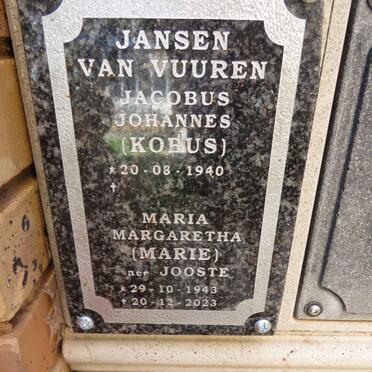 JANSEN
VAN VUUREN
JACOBUS
JOHANNES
(KOBUS)
* 20-08-1940
†
MARIA
MARGARETHA
(MARIE)
nee JOOSTE
* 29-10-1943
† 20-12-2023